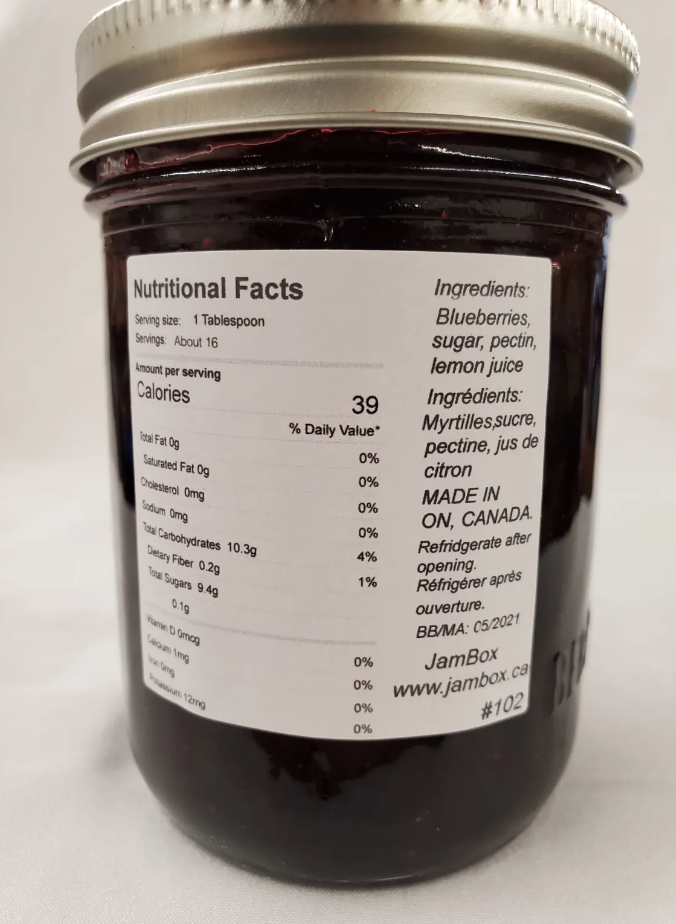 Nutritional Facts
Serving size: 1 Tablespoon
Servings: About 16
Amount per serving
Calories 39
% Daily Value*
Total Fat 0g 0%
Saturated Fat 0g 0%
Cholesterol 0mg 0%
Sodium 0mg 0%
Total Carbohydrates 10.3g 4%
Dietary Fiber 0.2g 1%
Total Sugars 9.4g
0.1g
Vitamin D 0mcg 0%
Calcium 1mg 0%
Iron 0mg 0%
Potassium 12mg 0%
Ingredients:
Blueberries,
sugar, pectin,
lemon juice
Ingrédients:
Myrtilles,sucre,
pectine, jus de
citron
MADE IN
ON, CANADA.
Refridgerate after
opening.
Réfrigérer après
ouverture.
BB/MA: 05/2021
JamBox
www.jambox.ca
#102